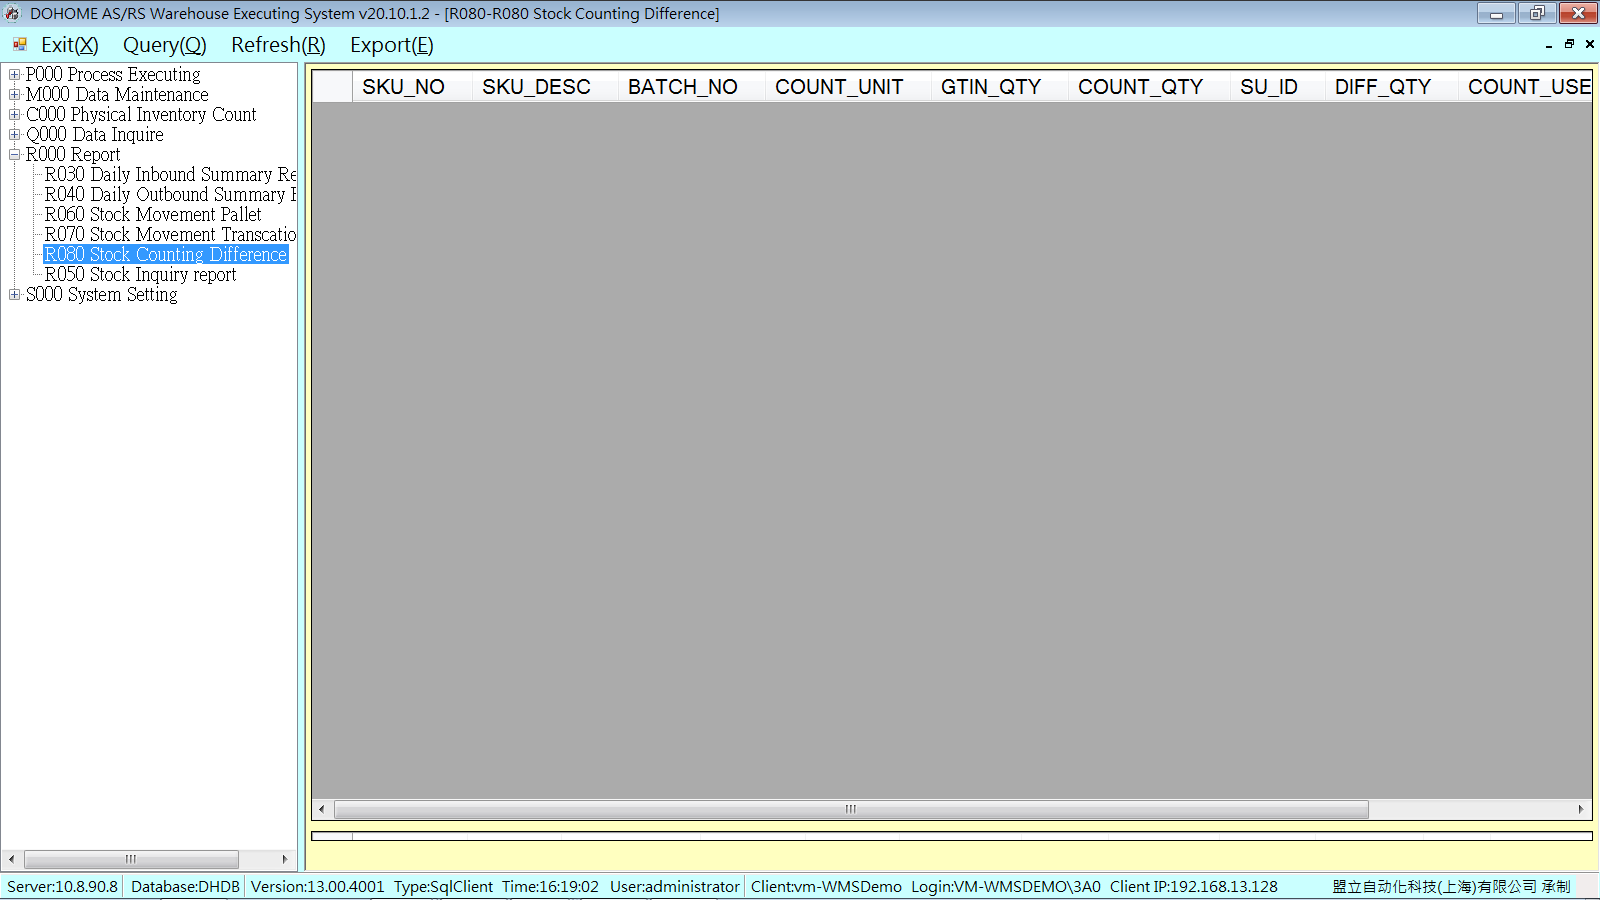 DOHOME AS/RS Warehouse Executing System v20.10.1.2 - [R080-R080 Stock Counting Difference]
Exit(X) Query(Q) Refresh(R) Export(E)
P000 Process Executing
M000 Data Maintenance
C000 Physical Inventory Count
Q000 Data Inquire
R000 Report
R030 Daily Inbound Summary Re
R040 Daily Outbound Summary
R060 Stock Movement Pallet
R070 Stock Movement Transcatio
R080 Stock Counting Difference
R050 Stock Inquiry report
S000 System Setting
SKU_NO SKU_DESC BATCH_NO COUNT_UNIT GTIN_QTY COUNT_QTY SU_ID DIFF_QTY COUNT_USE
Server:10.8.90.8 Database:DHDB Version:13.00.4001 Type:SqlClient Time:16:19:02 User:administrator Client:vm-WMSDemo Login:VM-WMSDEMO\3A0 Client IP:192.168.13.128 盟立自动化科技(上海)有限公司 承制